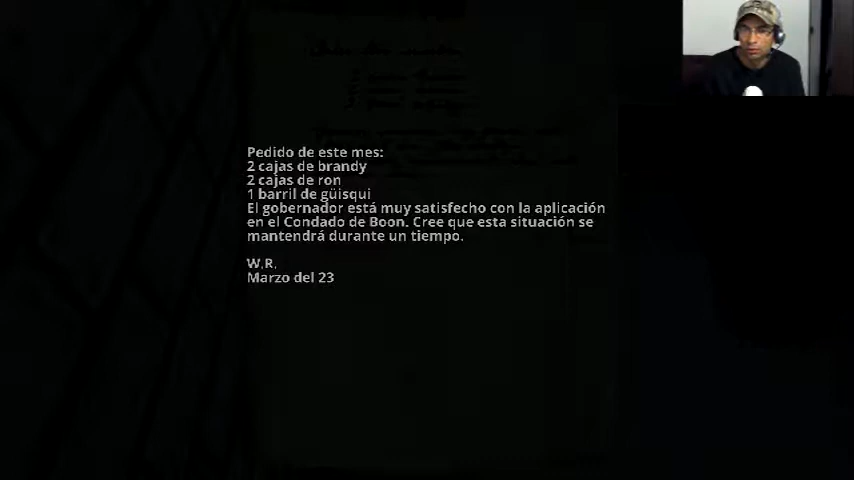 Pedido de este mes:
2 cajas de brandy
2 cajas de ron
1 barril de güisqui
El gobernador está muy satisfecho con la aplicación
en el Condado de Boon. Cree que esta situación se
mantendrá durante un tiempo.
W.R.
Marzo del 23